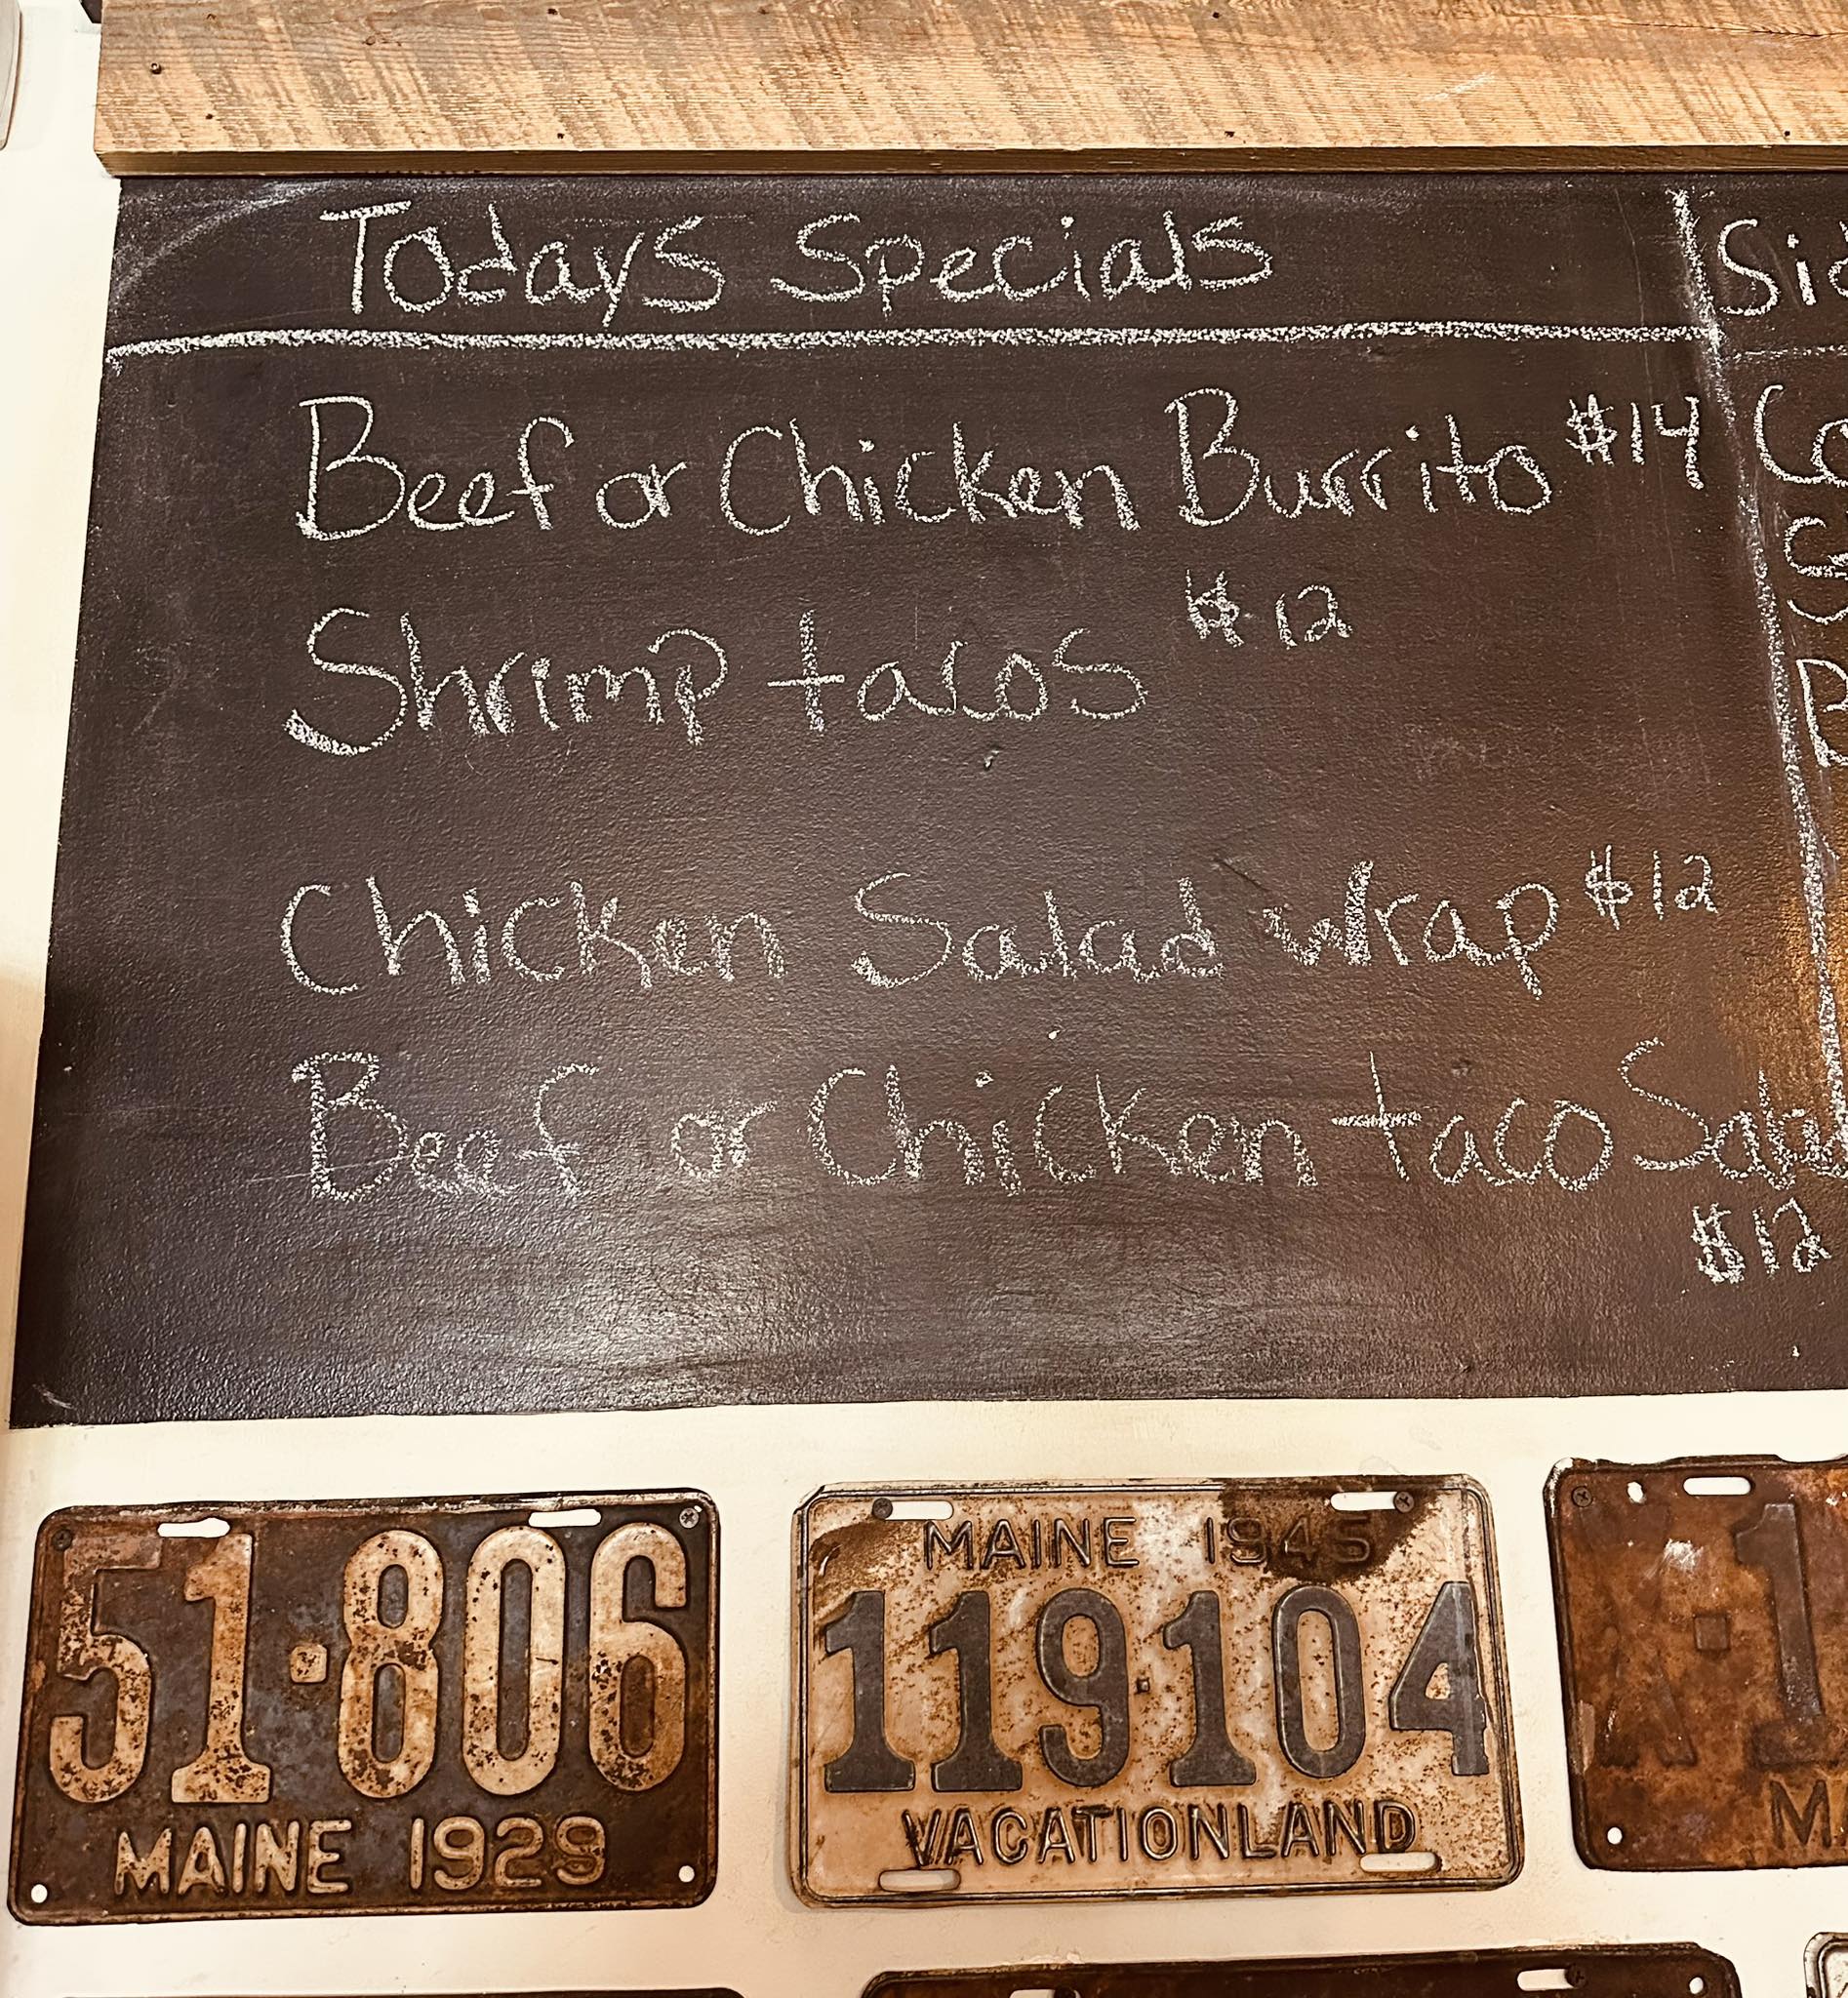 Todays Specials
Beef or Chicken Burrito $14
Shrimp tacos $12
Chicken Salad wrap $12
Beef or Chicken taco Salad
$12
51·806
MAINE 1929
MAINE 1945
119·104
VACATIONLAND